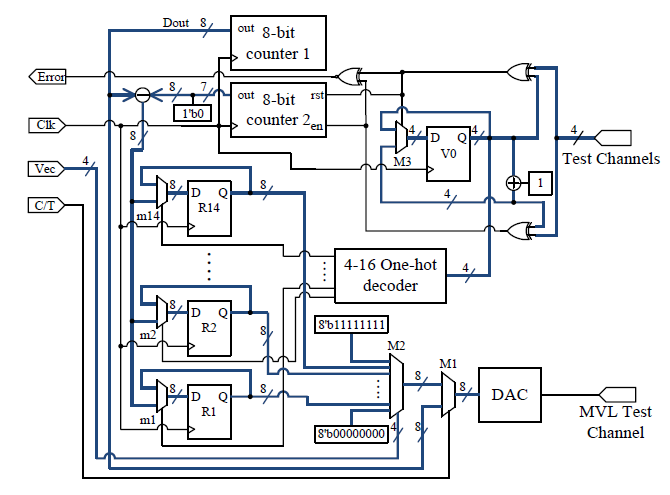 Dout 8
out 8-bit
counter 1
Error
8 7
out 8-bit
counter 2
rst
en
1'b0
Clk
8
4 D Q 4
V0
M3
4
Test Channels
Vec 4
C/T
1
4
8 D Q 8
R14
m14
4-16 One-hot
decoder
4
8 D Q
R2
m2
8
8'b11111111
M2
M1
8 D Q 8
R1
m1
8
8
DAC
MVL Test
Channel
8'b00000000
4 8